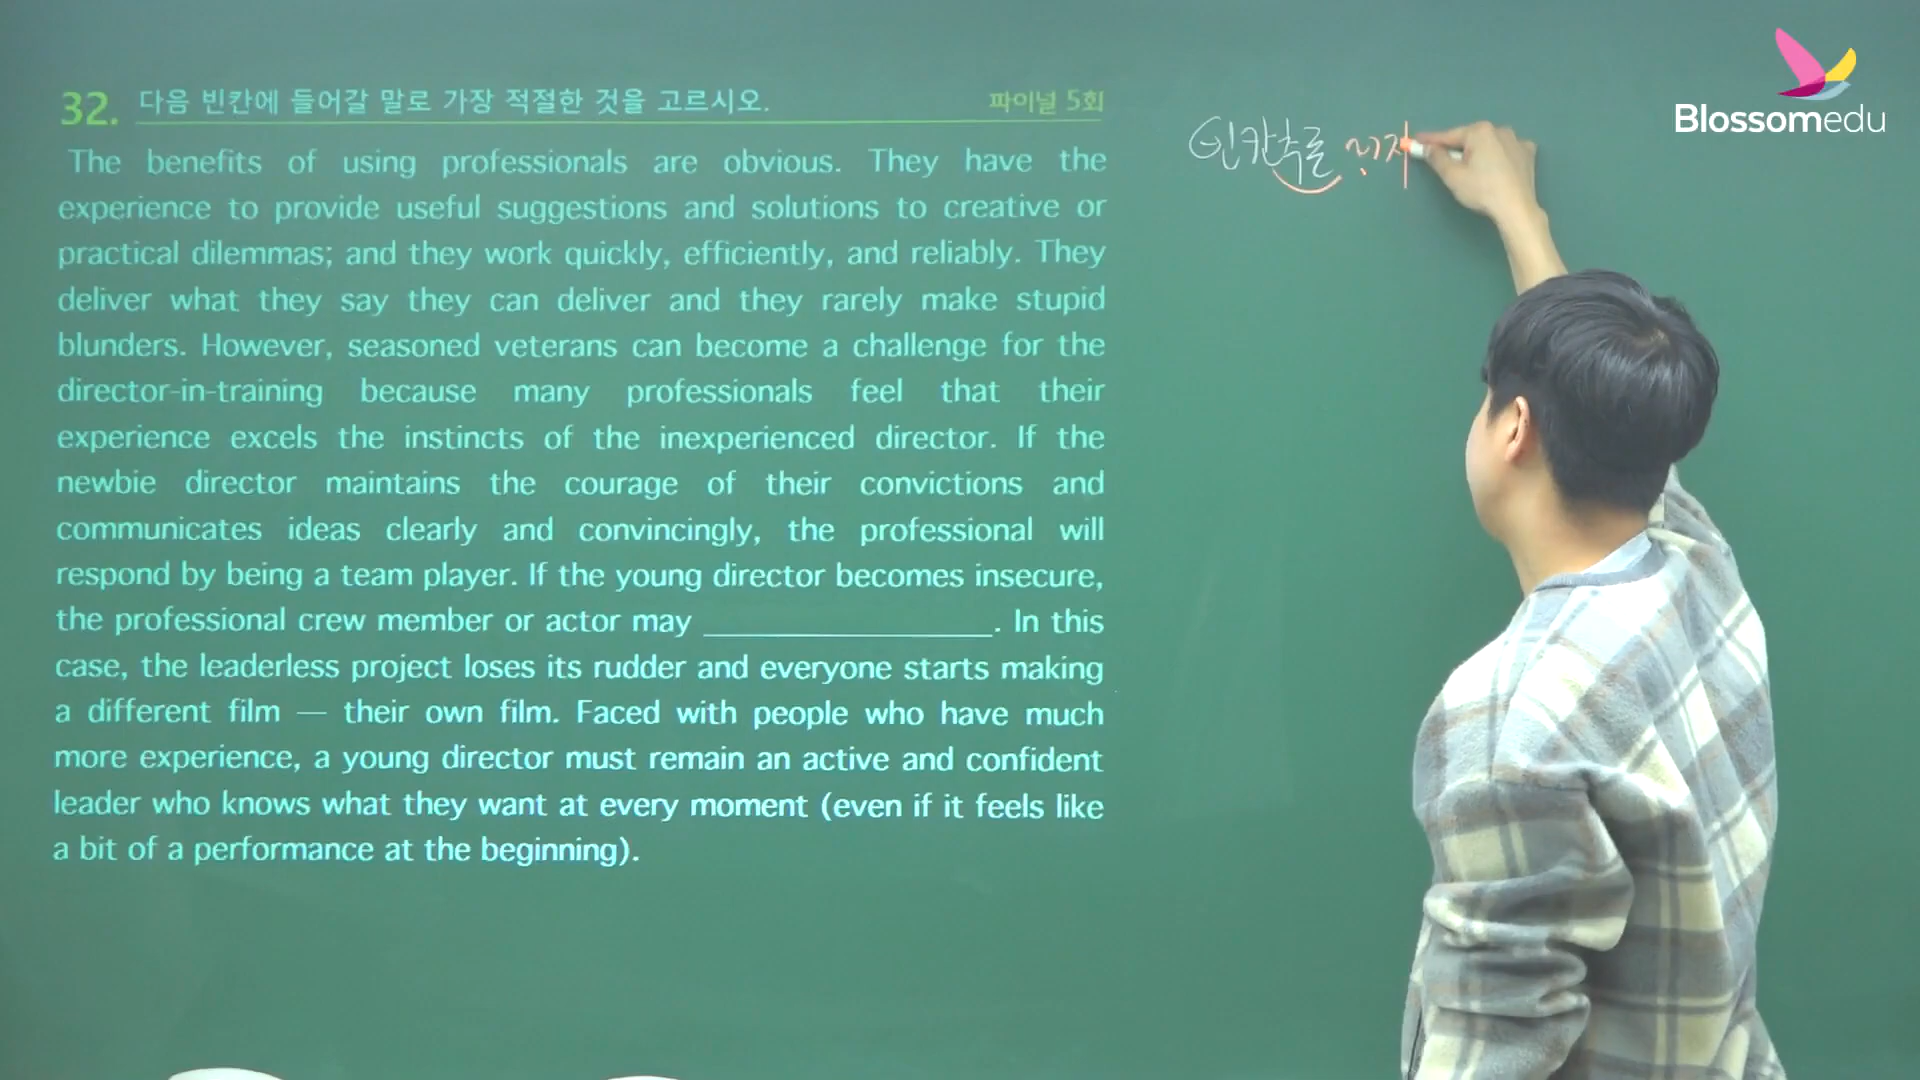 32. 다음 빈칸에 들어갈 말로 가장 적절한 것을 고르시오. 파이널 5회
The benefits of using professionals are obvious. They have the
experience to provide useful suggestions and solutions to creative or
practical dilemmas; and they work quickly, efficiently, and reliably. They
deliver what they say they can deliver and they rarely make stupid
blunders. However, seasoned veterans can become a challenge for the
director-in-training because many professionals feel that their
experience excels the instincts of the inexperienced director. If the
newbie director maintains the courage of their convictions and
communicates ideas clearly and convincingly, the professional will
respond by being a team player. If the young director becomes insecure,
the professional crew member or actor may ________________. In this
case, the leaderless project loses its rudder and everyone starts making
a different film — their own film. Faced with people who have much
more experience, a young director must remain an active and confident
leader who knows what they want at every moment (even if it feels like
a bit of a performance at the beginning).
빈칸추론
Blossomedu